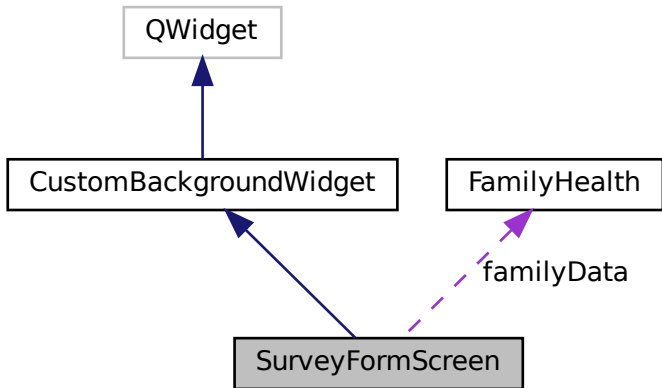 QWidget
CustomBackgroundWidget
FamilyHealth
familyData
SurveyFormScreen